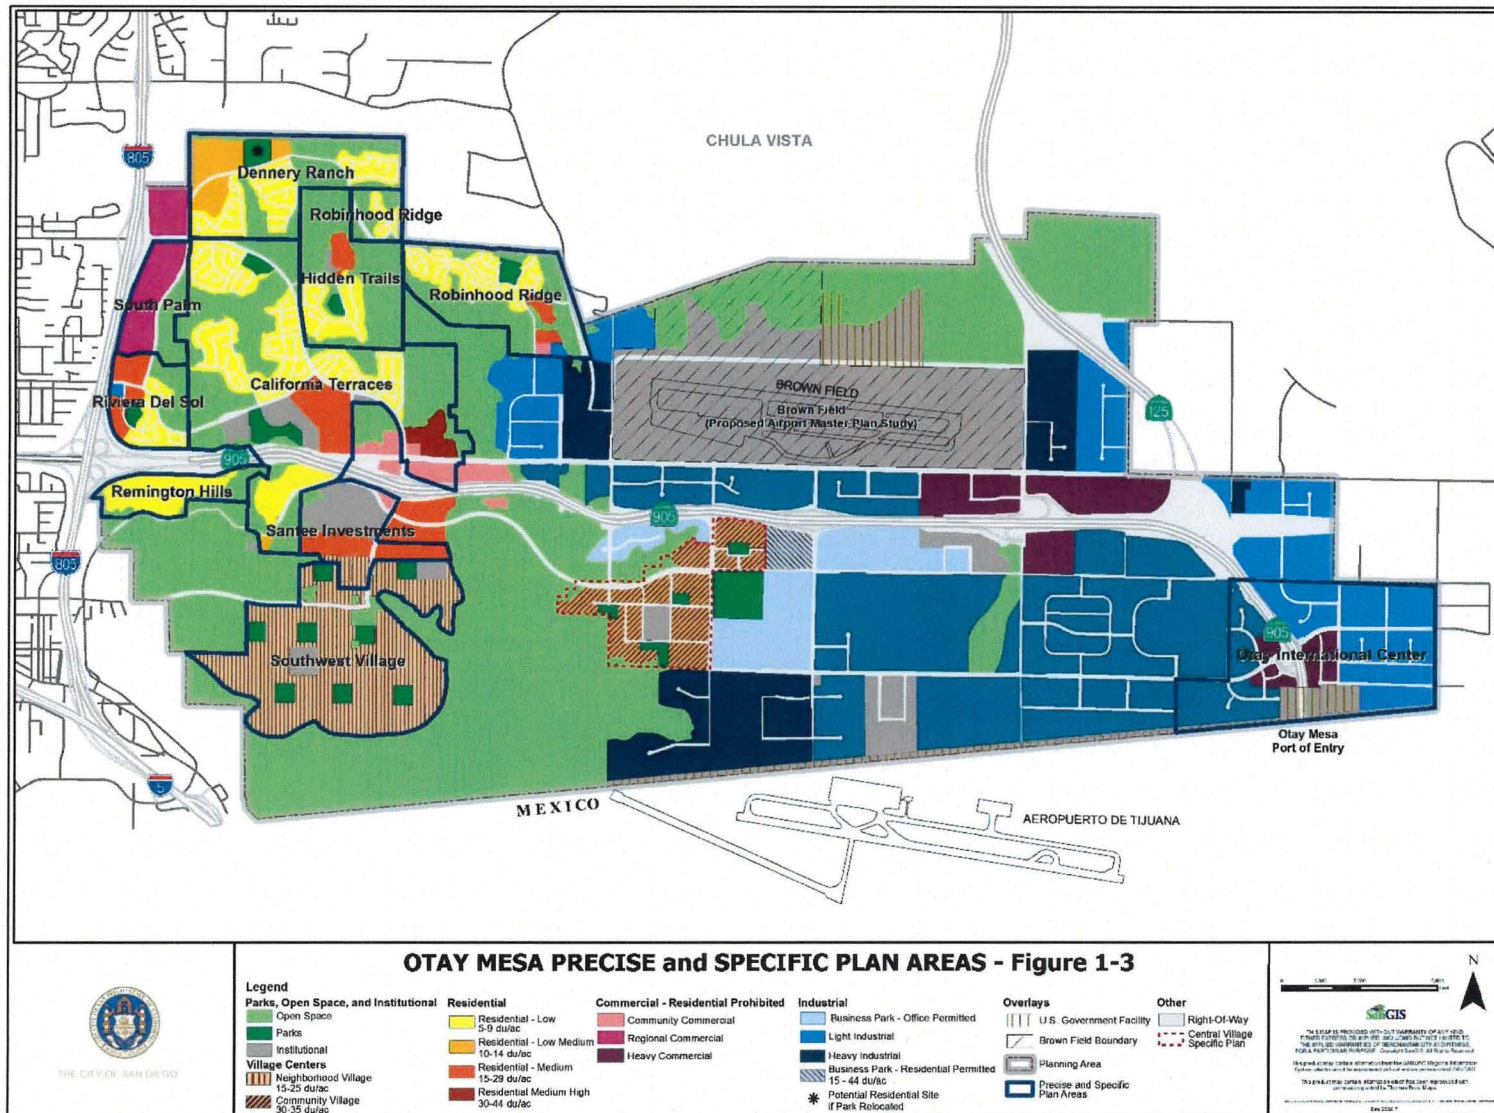 CHULA VISTA
805
Dennery Ranch
Robinhood Ridge
Hidden Trails
Robinhood Ridge
South Palm
California Terraces
Riviera Del Sol
BROWN FIELD
Brown Field
(Proposed Airport Master Plan Study)
125
905
Remington Hills
905
Santee Investments
805
Southwest Village
905
Otay International Center
Otay Mesa
Port of Entry
5
MEXICO
AEROPUERTO DE TIJUANA
OTAY MESA PRECISE and SPECIFIC PLAN AREAS - Figure 1-3
Legend
Parks, Open Space, and Institutional
Open Space
Parks
Institutional
Village Centers
Neighborhood Village
15-25 du/ac
Community Village
30-35 du/ac
Residential
Residential - Low
5-9 du/ac
Residential - Low Medium
10-14 du/ac
Residential - Medium
15-29 du/ac
Residential Medium High
30-44 du/ac
Commercial - Residential Prohibited
Community Commercial
Regional Commercial
Heavy Commercial
Industrial
Business Park - Office Permitted
Light Industrial
Heavy Industrial
Business Park - Residential Permitted
15 - 44 du/ac
Potential Residential Site
if Park Relocated
Overlays
U.S. Government Facility
Brown Field Boundary
Planning Area
Precise and Specific
Plan Areas
Other
Right-Of-Way
Central Village
Specific Plan
THE CITY OF SAN DIEGO
N
SanGIS